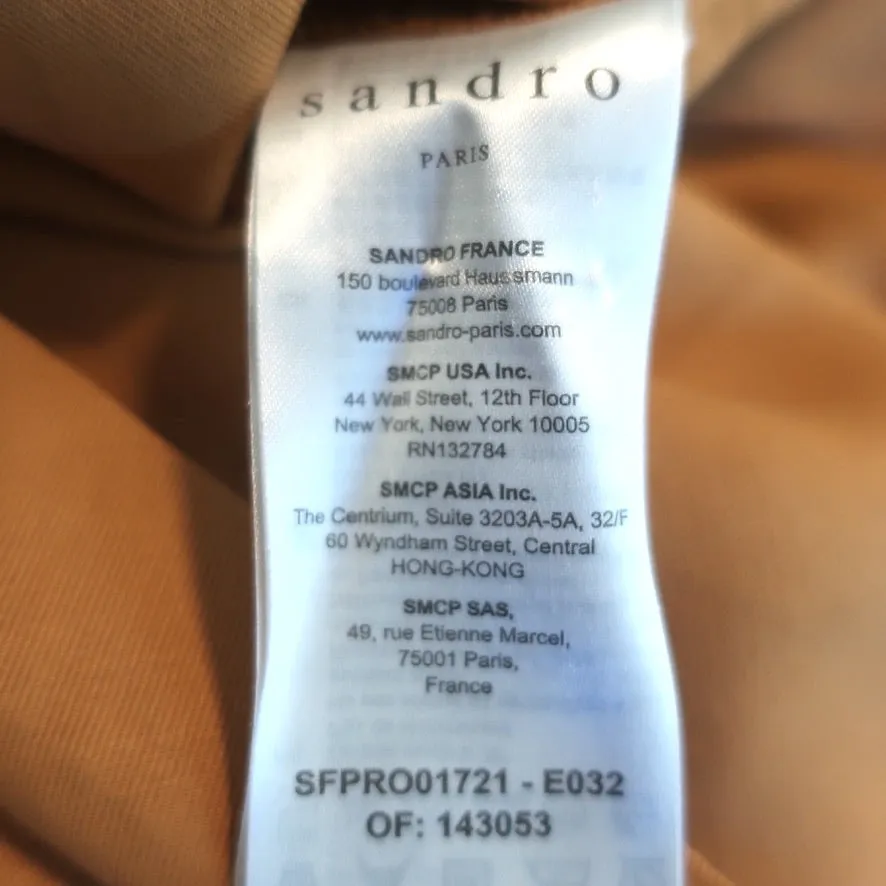 sandro
PARIS
SANDRO FRANCE
150 boulevard Haussmann
75008 Paris
www.sandro-paris.com
SMCP USA Inc.
44 Wall Street, 12th Floor
New York, New York 10005
RN132784
SMCP ASIA Inc.
The Centrium, Suite 3203A-5A, 32/F
60 Wyndham Street, Central
HONG-KONG
SMCP SAS,
49, rue Etienne Marcel,
75001 Paris,
France
SFPRO01721 - E032
OF: 143053